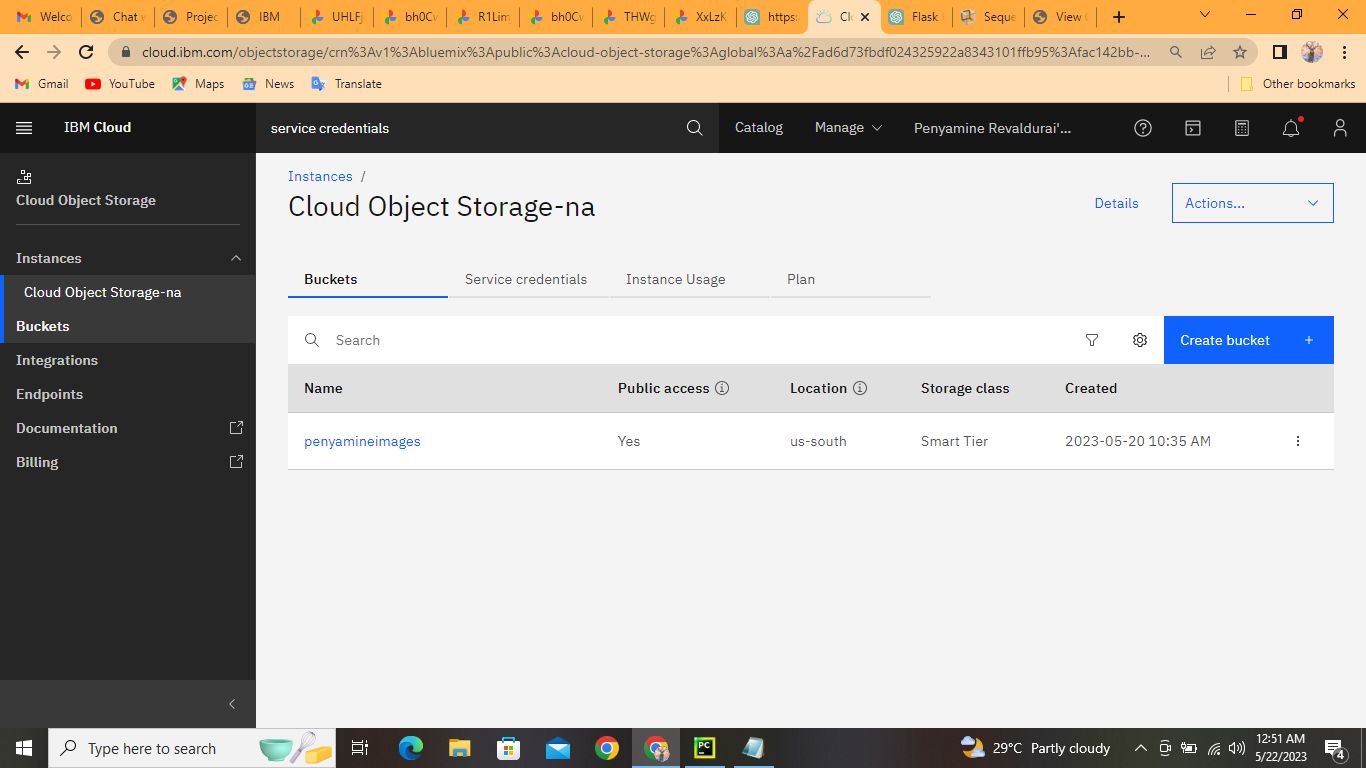 Welco
Chat v
Projec
IBM
UHLFj
bh0Cv
R1Lim
bh0Cv
THWg
XxLzK
https:
Clo
Flask
Seque
View (
cloud.ibm.com/objectstorage/crn%3Av1%3Abluemix%3Apublic%3Acloud-object-storage%3Aglobal%3Aa%2Fad6d73fbdf024325922a8343101ffb95%3Afac142bb-...
Gmail
YouTube
Maps
News
Translate
Other bookmarks
IBM Cloud
service credentials
Catalog
Manage
Penyamine Revaldurai'...
Cloud Object Storage
Instances
Cloud Object Storage-na
Buckets
Integrations
Endpoints
Documentation
Billing
Instances /
Cloud Object Storage-na
Details
Actions...
Buckets
Service credentials
Instance Usage
Plan
Search
Create bucket +
Name
Public access
Location
Storage class
Created
penyamineimages
Yes
us-south
Smart Tier
2023-05-20 10:35 AM
Type here to search
PC
29°C Partly cloudy
12:51 AM
5/22/2023
4